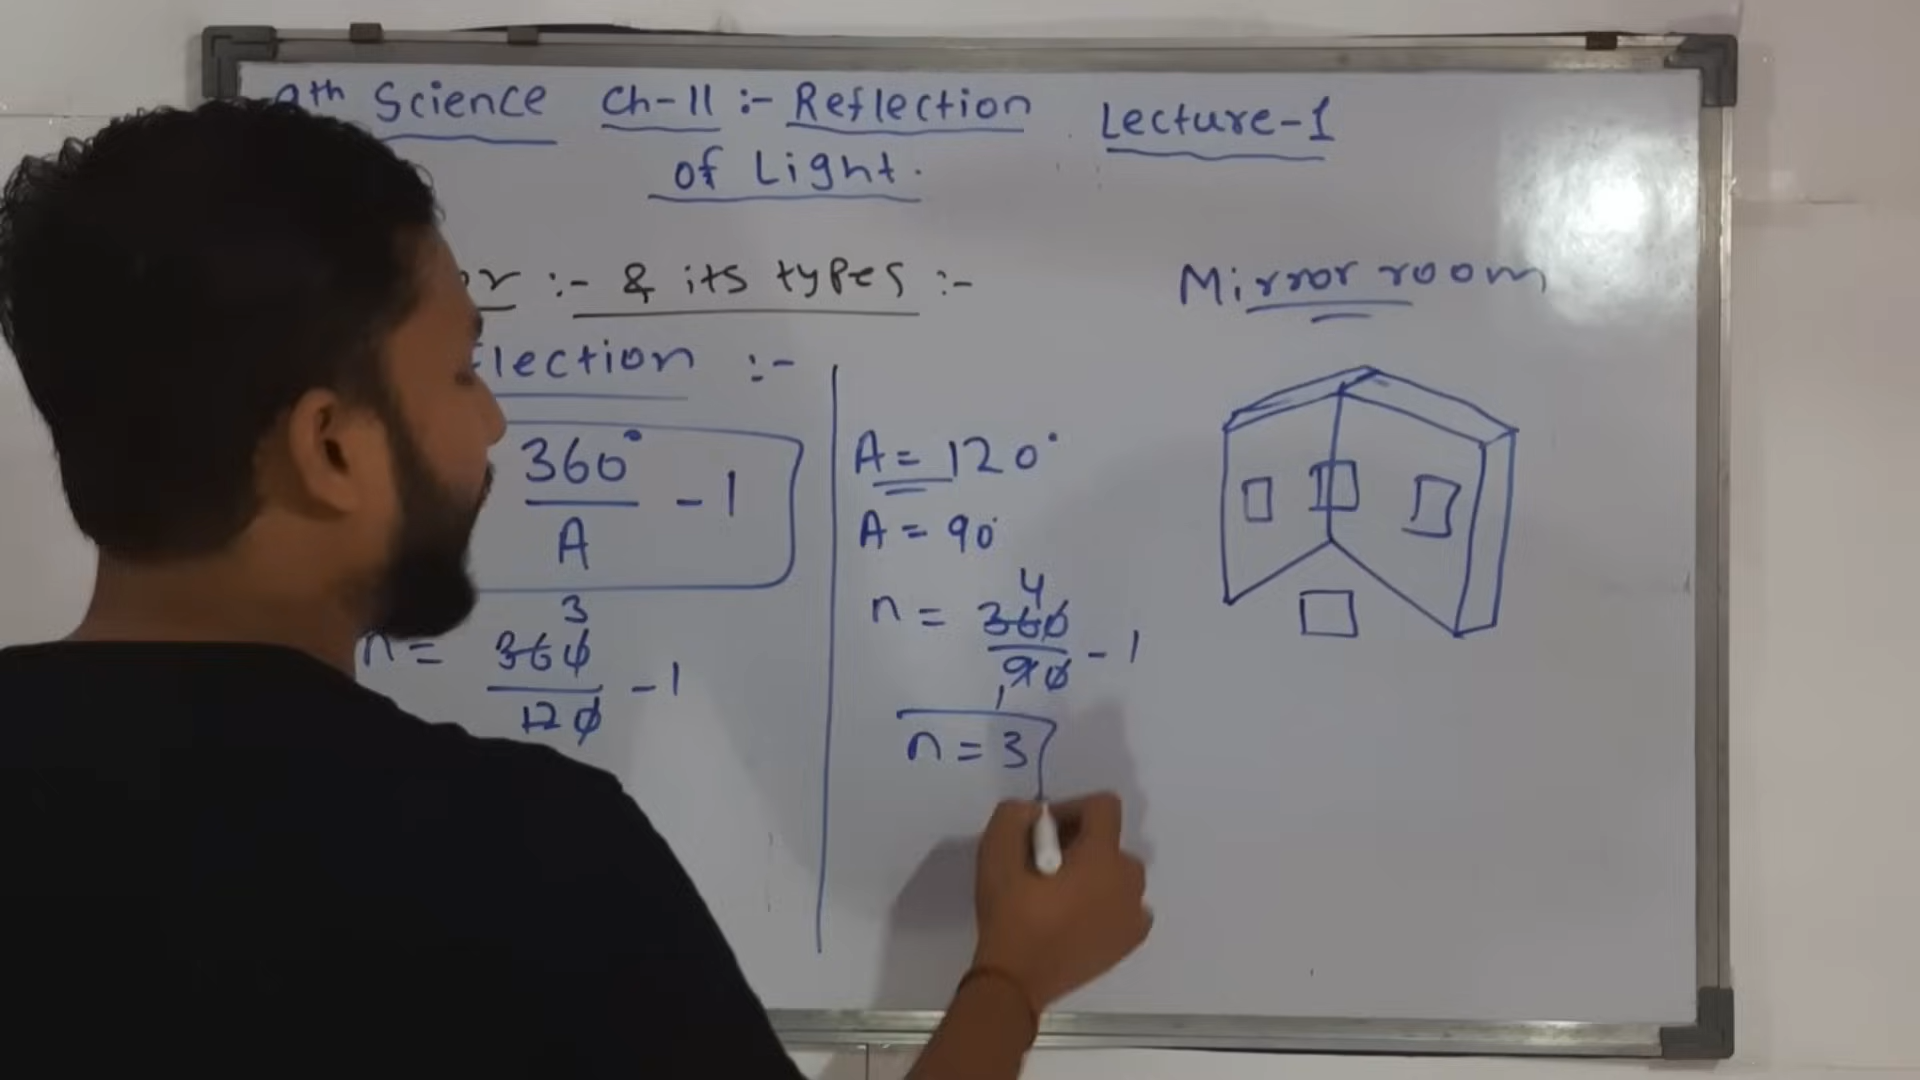 9th Science Ch-11 :- Reflection of Light. Lecture-1
:- & its types :-
Mirror room
flection :-
360°
A
-1
n = 360 3
120
-1
A = 120°
A = 90°
n = 360 4
90 1
-1
n = 3